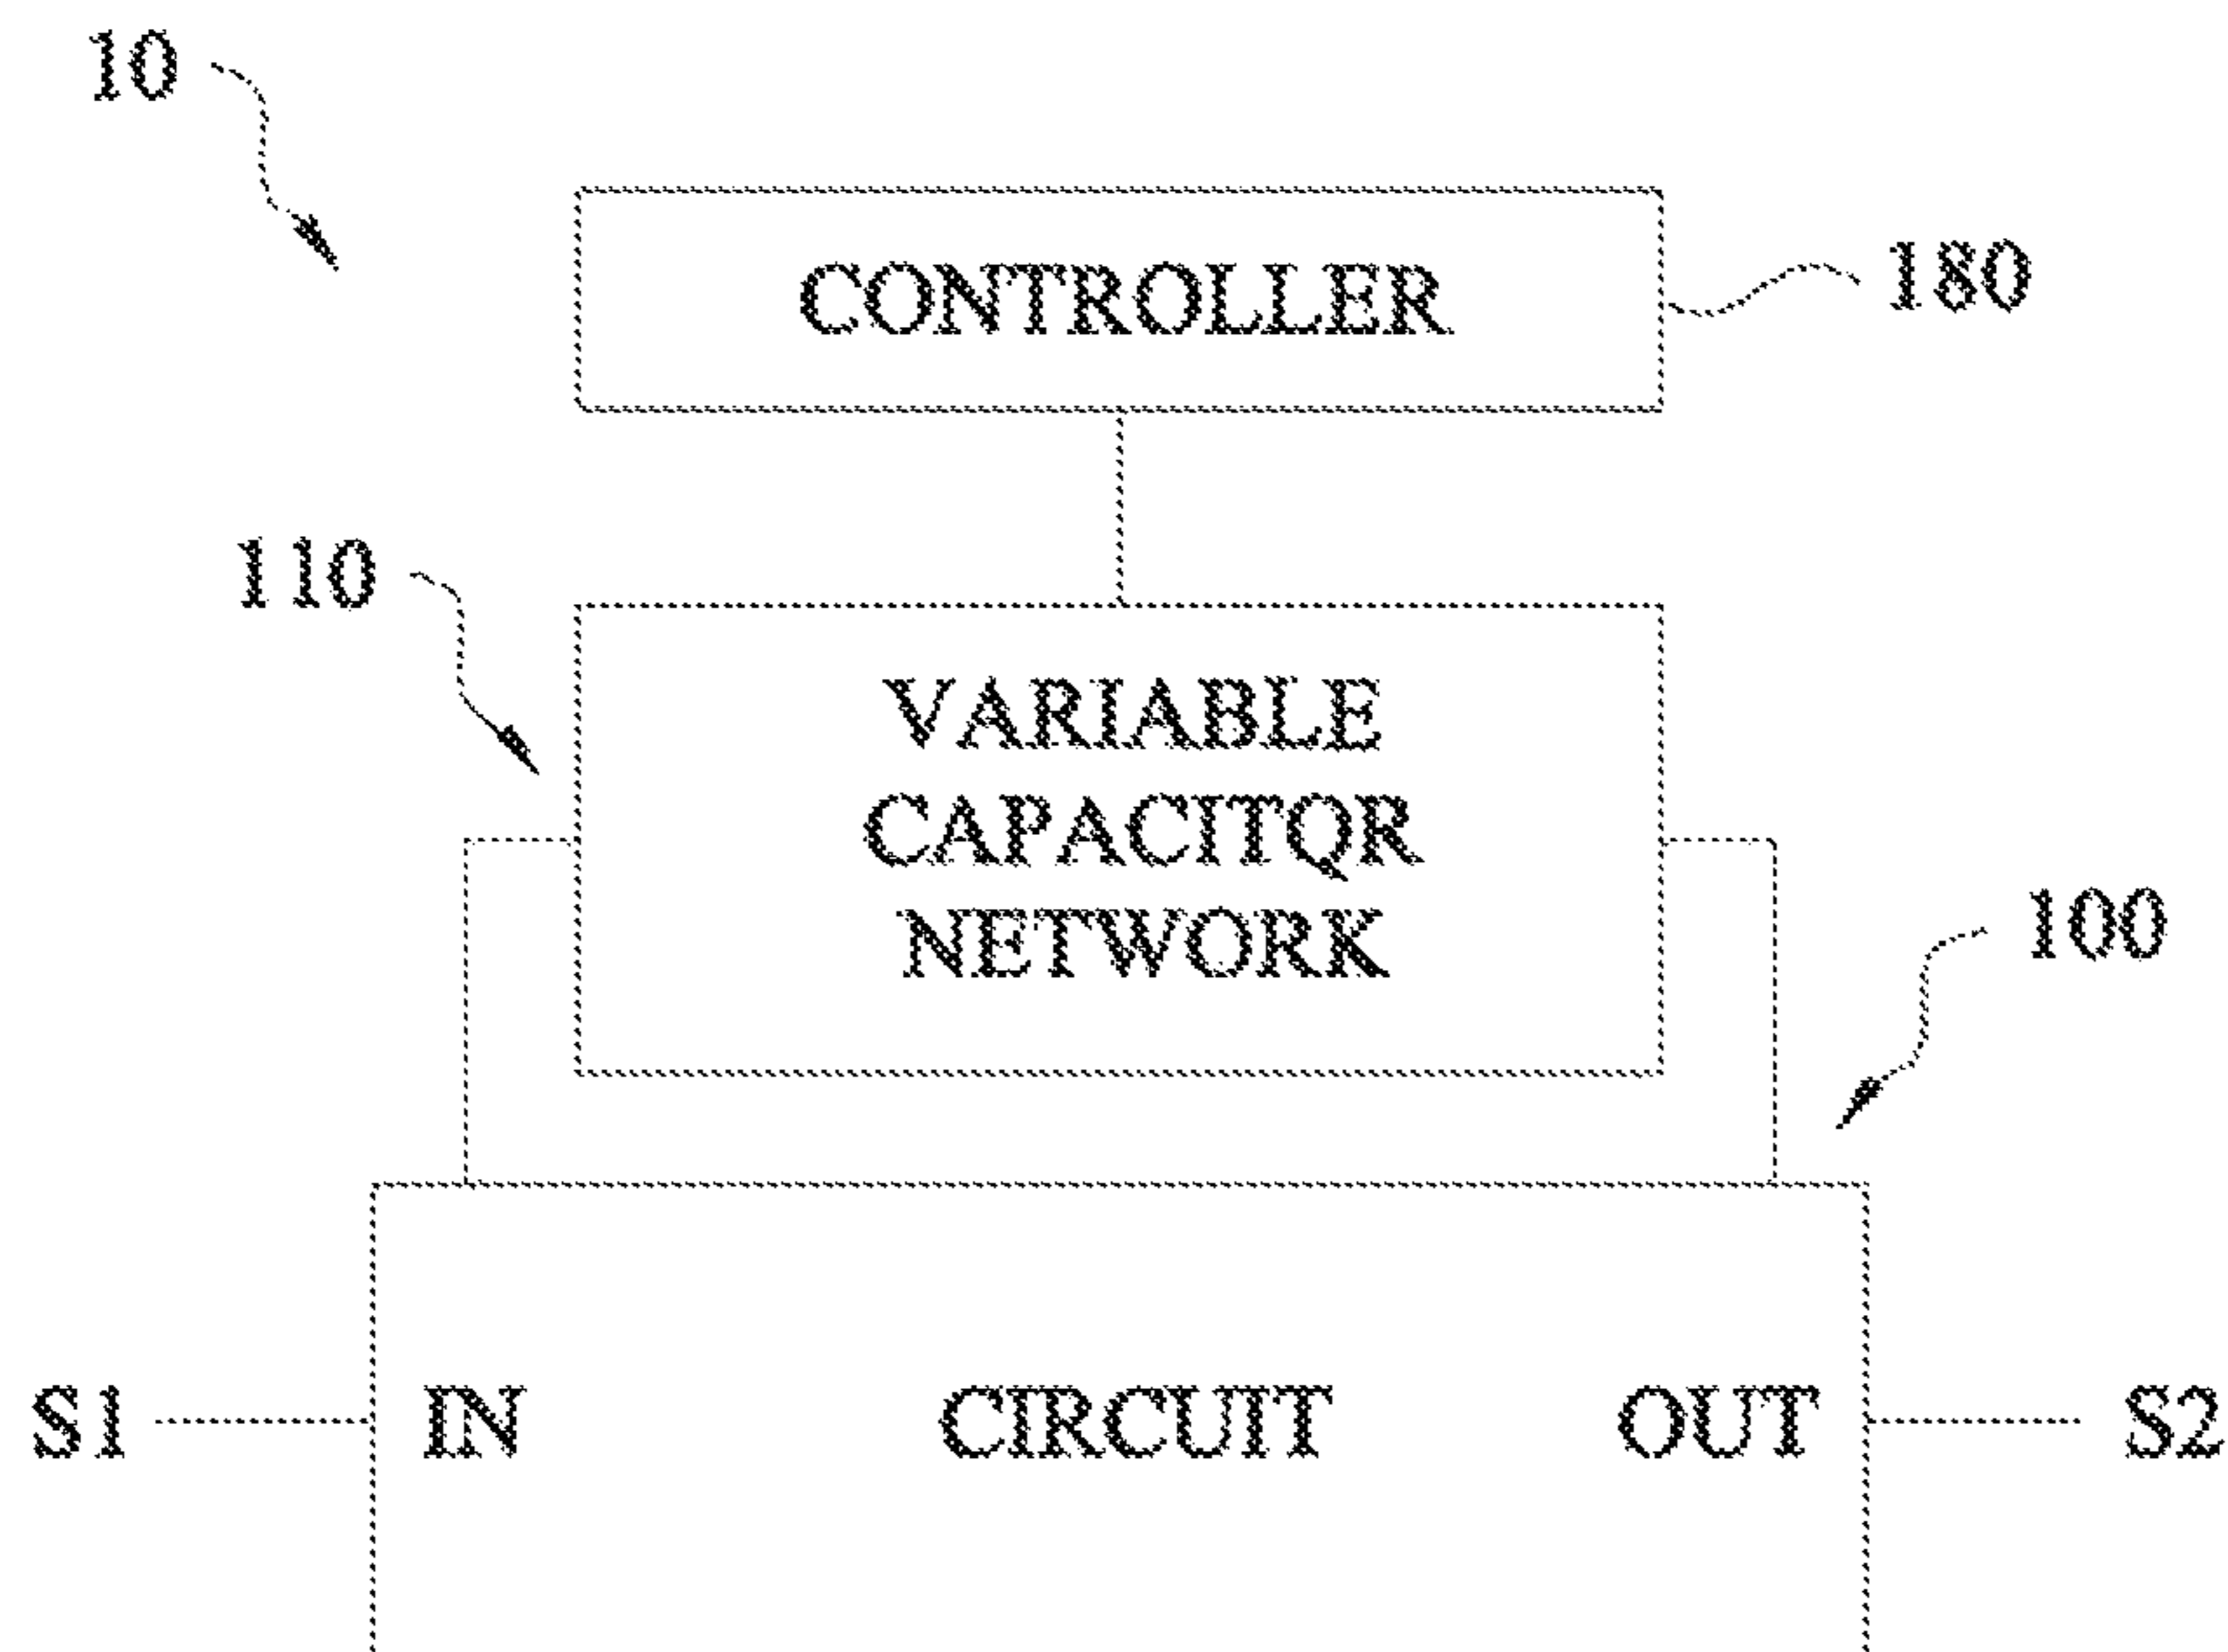 10
CONTROLLER
180
110
VARIABLE
CAPACITQR
NETWORK
100
S1
IN
CIRCUIT
OUT
S2